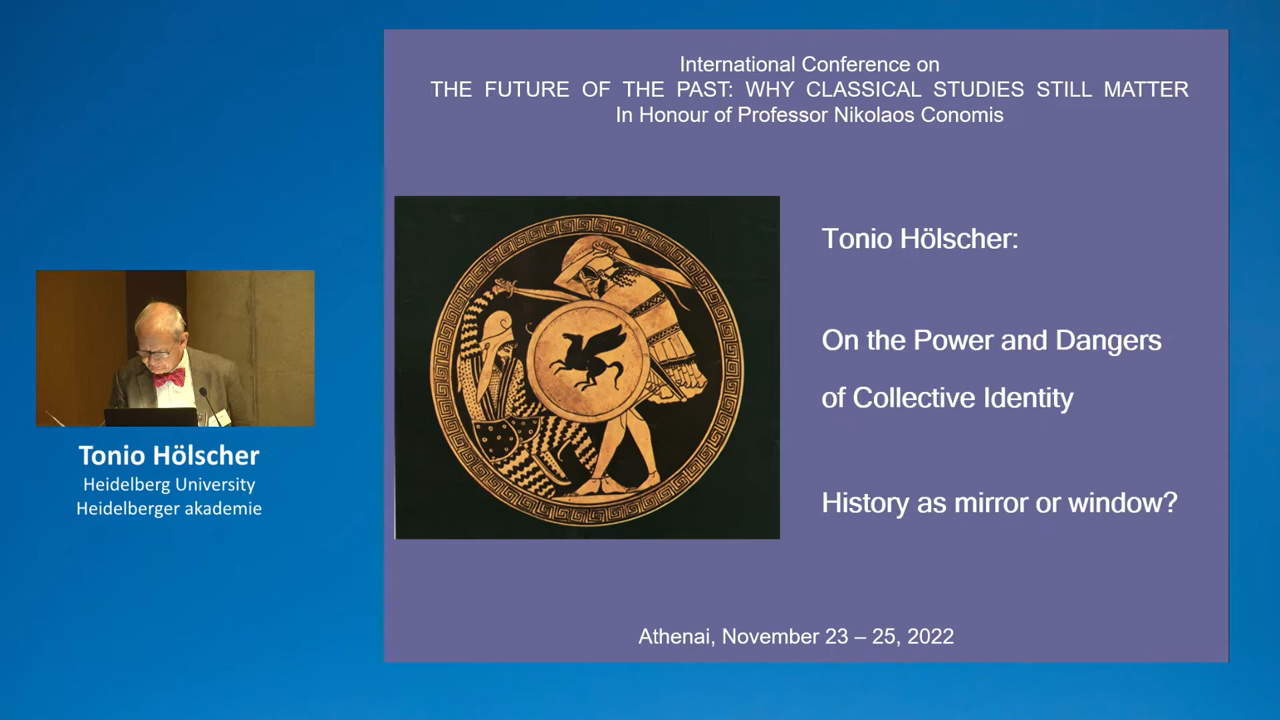 International Conference on
THE FUTURE OF THE PAST: WHY CLASSICAL STUDIES STILL MATTER
In Honour of Professor Nikolaos Conomis
Tonio Hölscher:
On the Power and Dangers
of Collective Identity
History as mirror or window?
Athenai, November 23 – 25, 2022
Tonio Hölscher
Heidelberg University
Heidelberger akademie